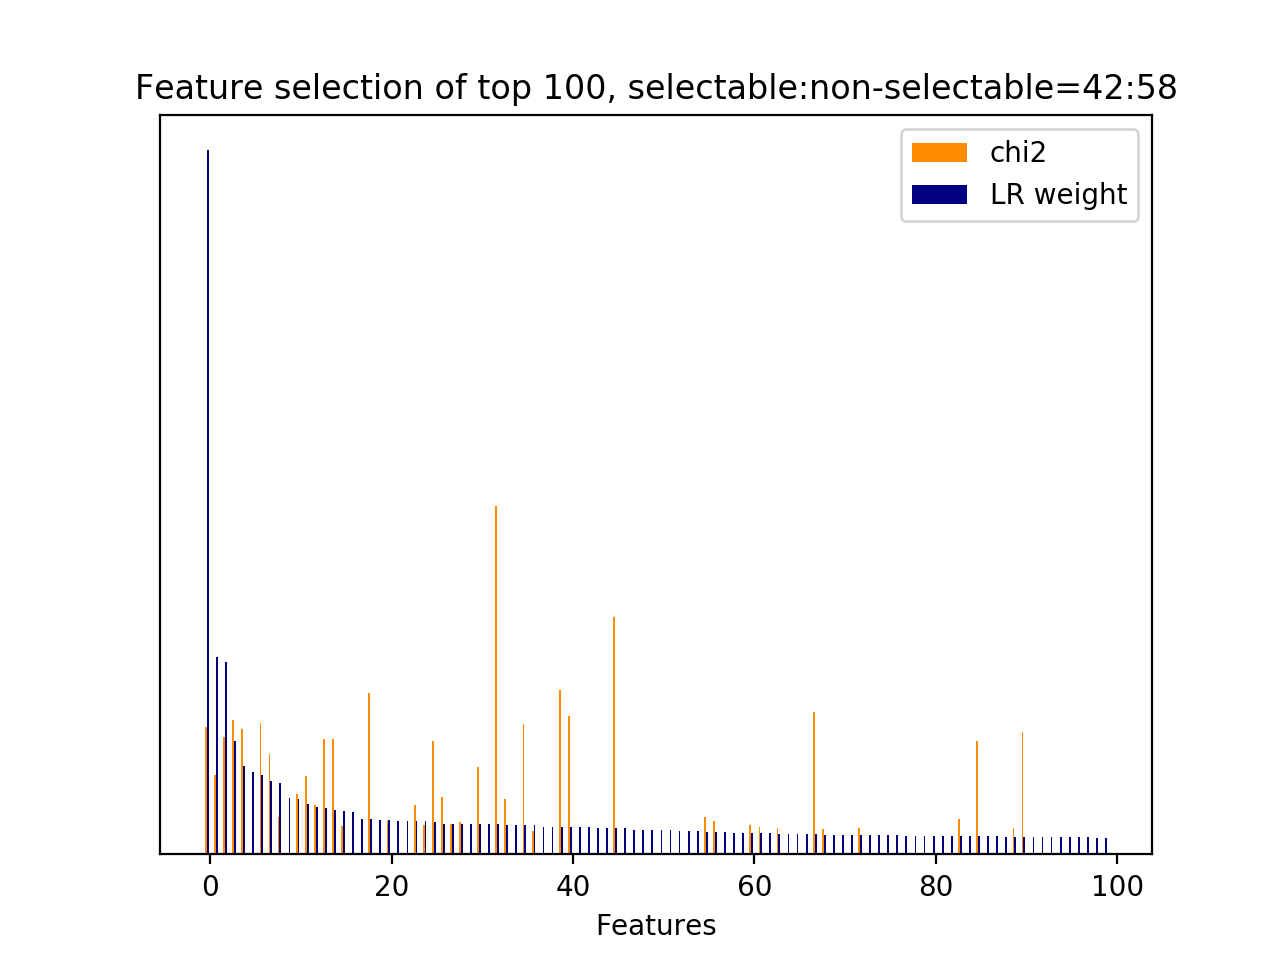 Feature selection of top 100, selectable:non-selectable=42:58
chi2
LR weight
0 20 40 60 80 100
Features